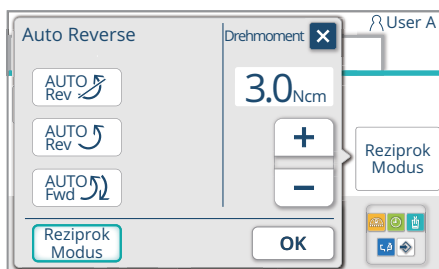 Auto Reverse
Drehmoment
User A
AUTO
Rev
3.0Ncm
AUTO
Rev
+
Reziprok
Modus
AUTO
Fwd
−
Reziprok
Modus
OK